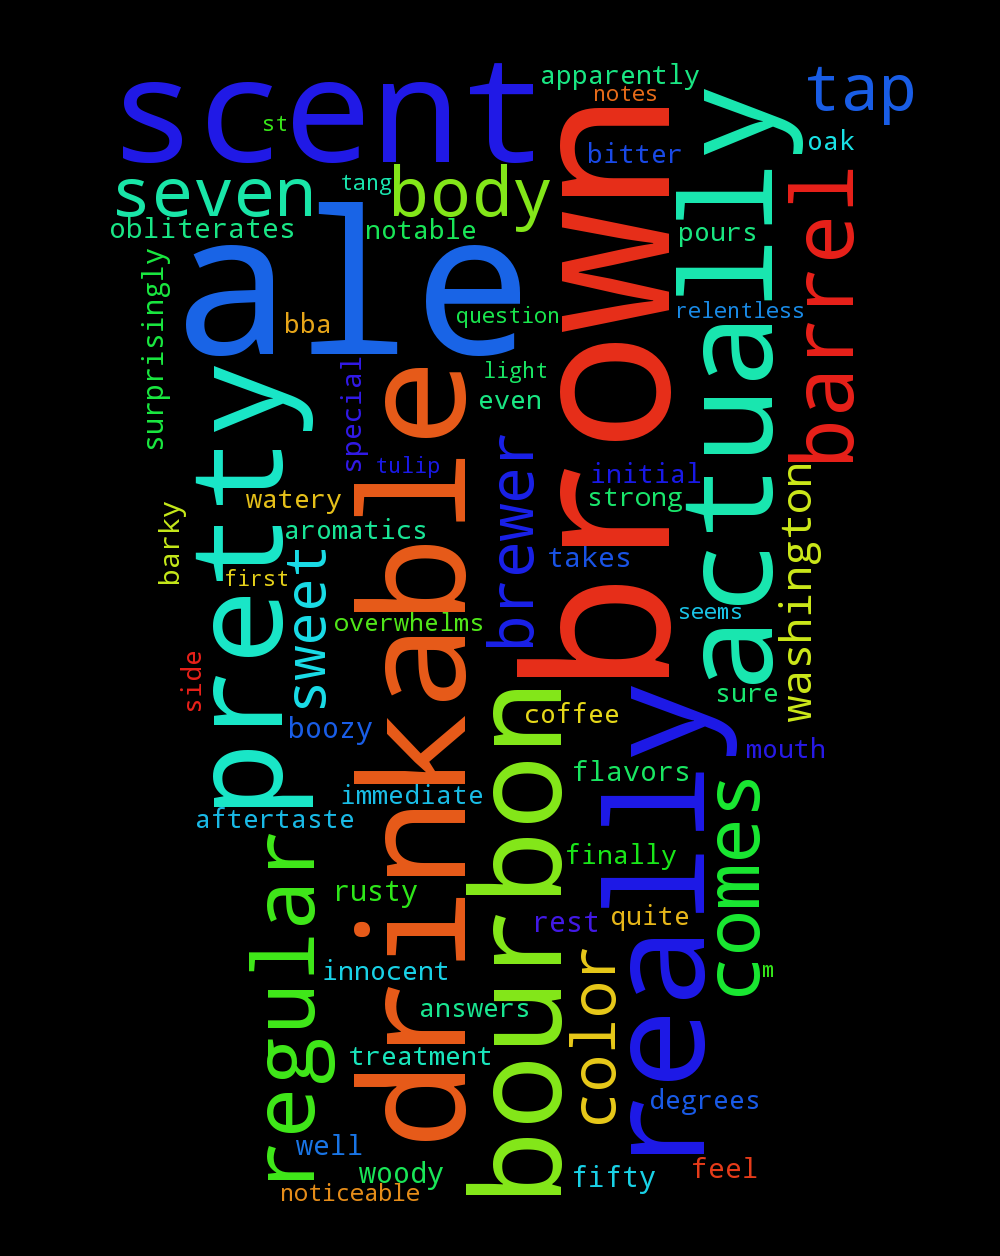 scent
apparently
notes
tap
st
bitter
oak
seven
tang
body
brown
actually
barrel
obliterates
notable
pours
ale
surprisingly
bba
question
relentless
special
light
even
pretty
drinkable
tulip
brewer
initial
strong
washington
watery
barky
aromatics
takes
sweet
first
overwhelms
seems
side
sure
boozy
coffee
bourbon
really
mouth
immediate
flavors
comes
aftertaste
regular
finally
rusty
rest
quite
innocent
color
m
answers
treatment
degrees
well
woody
fifty
feel
noticeable